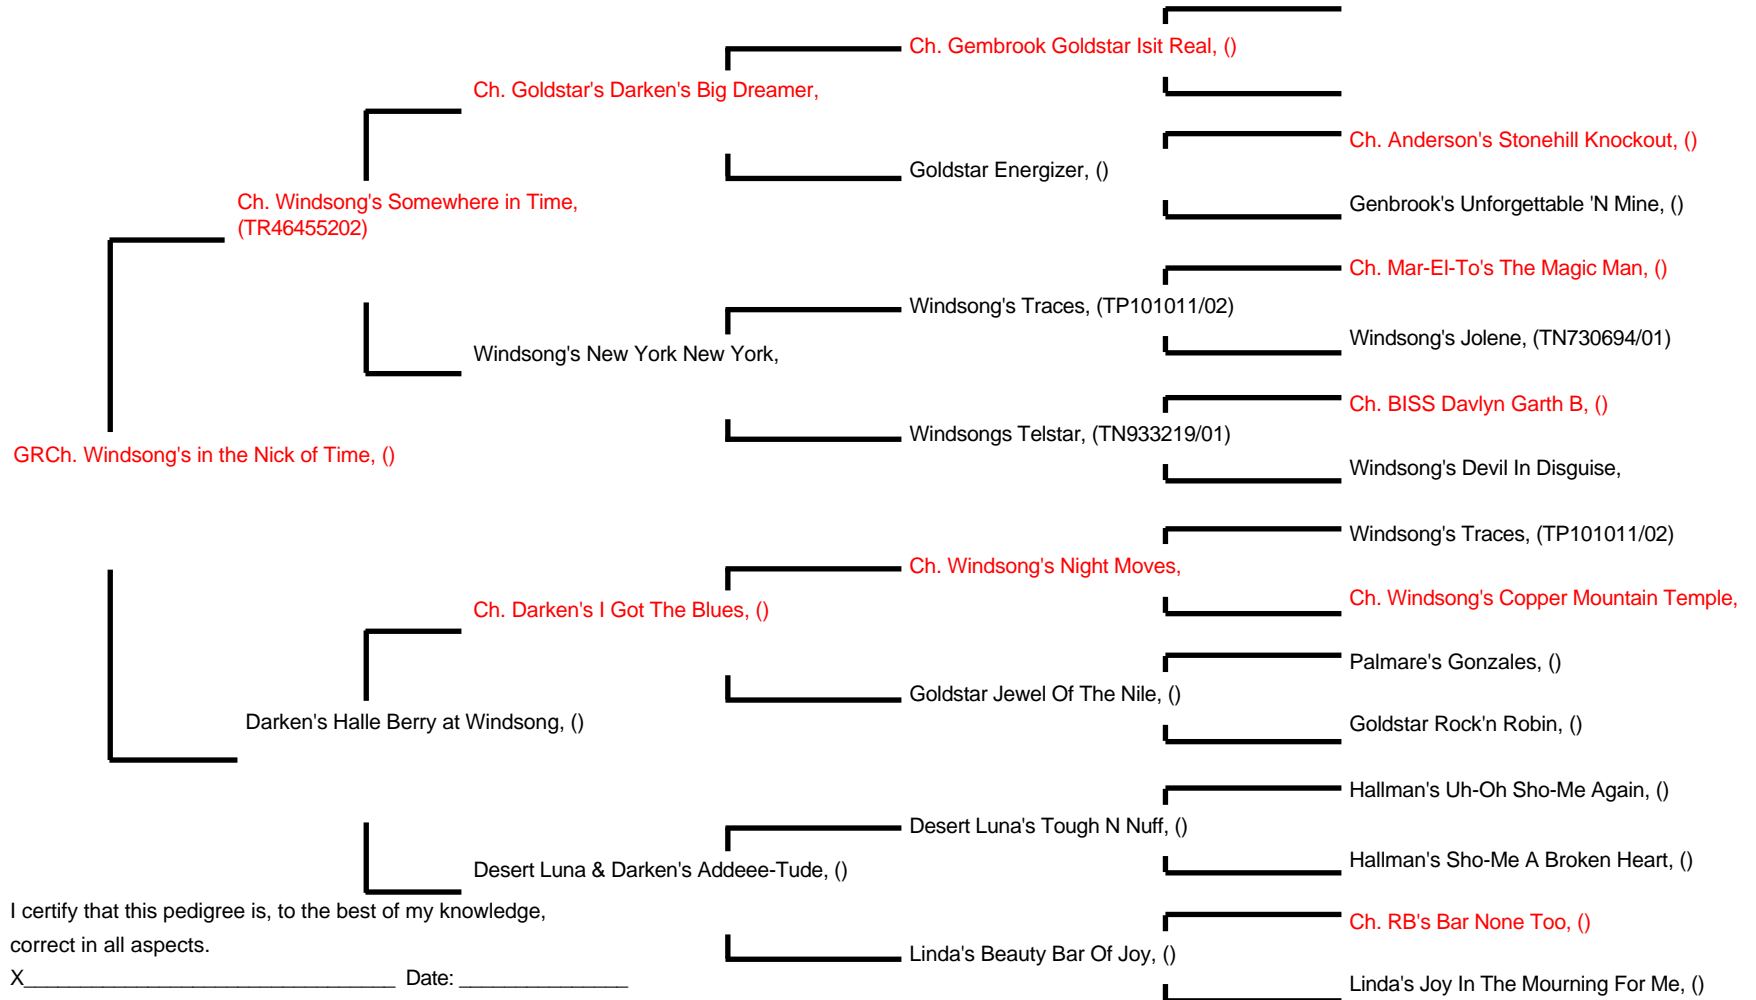 Ch. Gembrook Goldstar Isit Real, ()
Ch. Goldstar's Darken's Big Dreamer,
Ch. Anderson's Stonehill Knockout, ()
Goldstar Energizer, ()
Ch. Windsong's Somewhere in Time,
(TR46455202)
Genbrook's Unforgettable 'N Mine, ()
Ch. Mar-El-To's The Magic Man, ()
Windsong's Traces, (TP101011/02)
Windsong's Jolene, (TN730694/01)
Windsong's New York New York,
Ch. BISS Davlyn Garth B, ()
Windsongs Telstar, (TN933219/01)
GRCh. Windsong's in the Nick of Time, ()
Windsong's Devil In Disguise,
Windsong's Traces, (TP101011/02)
Ch. Windsong's Night Moves,
Ch. Windsong's Copper Mountain Temple,
Ch. Darken's I Got The Blues, ()
Palmare's Gonzales, ()
Goldstar Jewel Of The Nile, ()
Darken's Halle Berry at Windsong, ()
Goldstar Rock'n Robin, ()
Hallman's Uh-Oh Sho-Me Again, ()
Desert Luna's Tough N Nuff, ()
Hallman's Sho-Me A Broken Heart, ()
Desert Luna & Darken's Addeee-Tude, ()
I certify that this pedigree is, to the best of my knowledge,
correct in all aspects.
Ch. RB's Bar None Too, ()
Linda's Beauty Bar Of Joy, ()
X_________________________________ Date: _______________
Linda's Joy In The Mourning For Me, ()